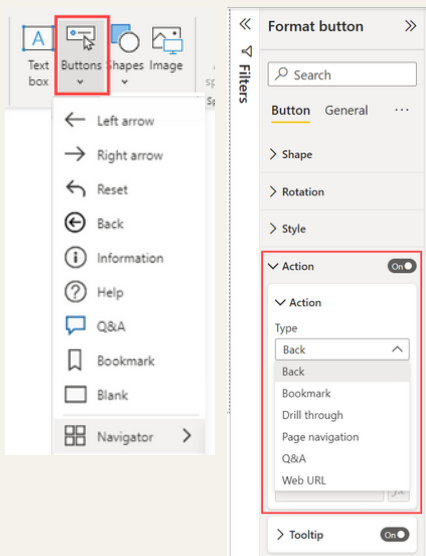 Text box
Buttons
Shapes
Image
Left arrow
Right arrow
Reset
Back
Information
Help
Q&A
Bookmark
Blank
Navigator
Filters
Format button
Search
Button General ...
Shape
Rotation
Style
Action On
Action
Type
Back
Back
Bookmark
Drill through
Page navigation
Q&A
Web URL
Tooltip On